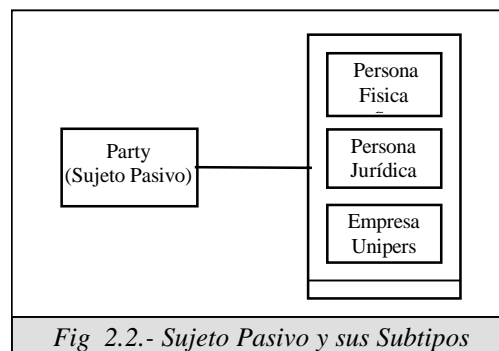 Party
(Sujeto Pasivo)
Persona
Fisica
Persona
Jurídica
Empresa
Unipers
Fig 2.2.- Sujeto Pasivo y sus Subtipos